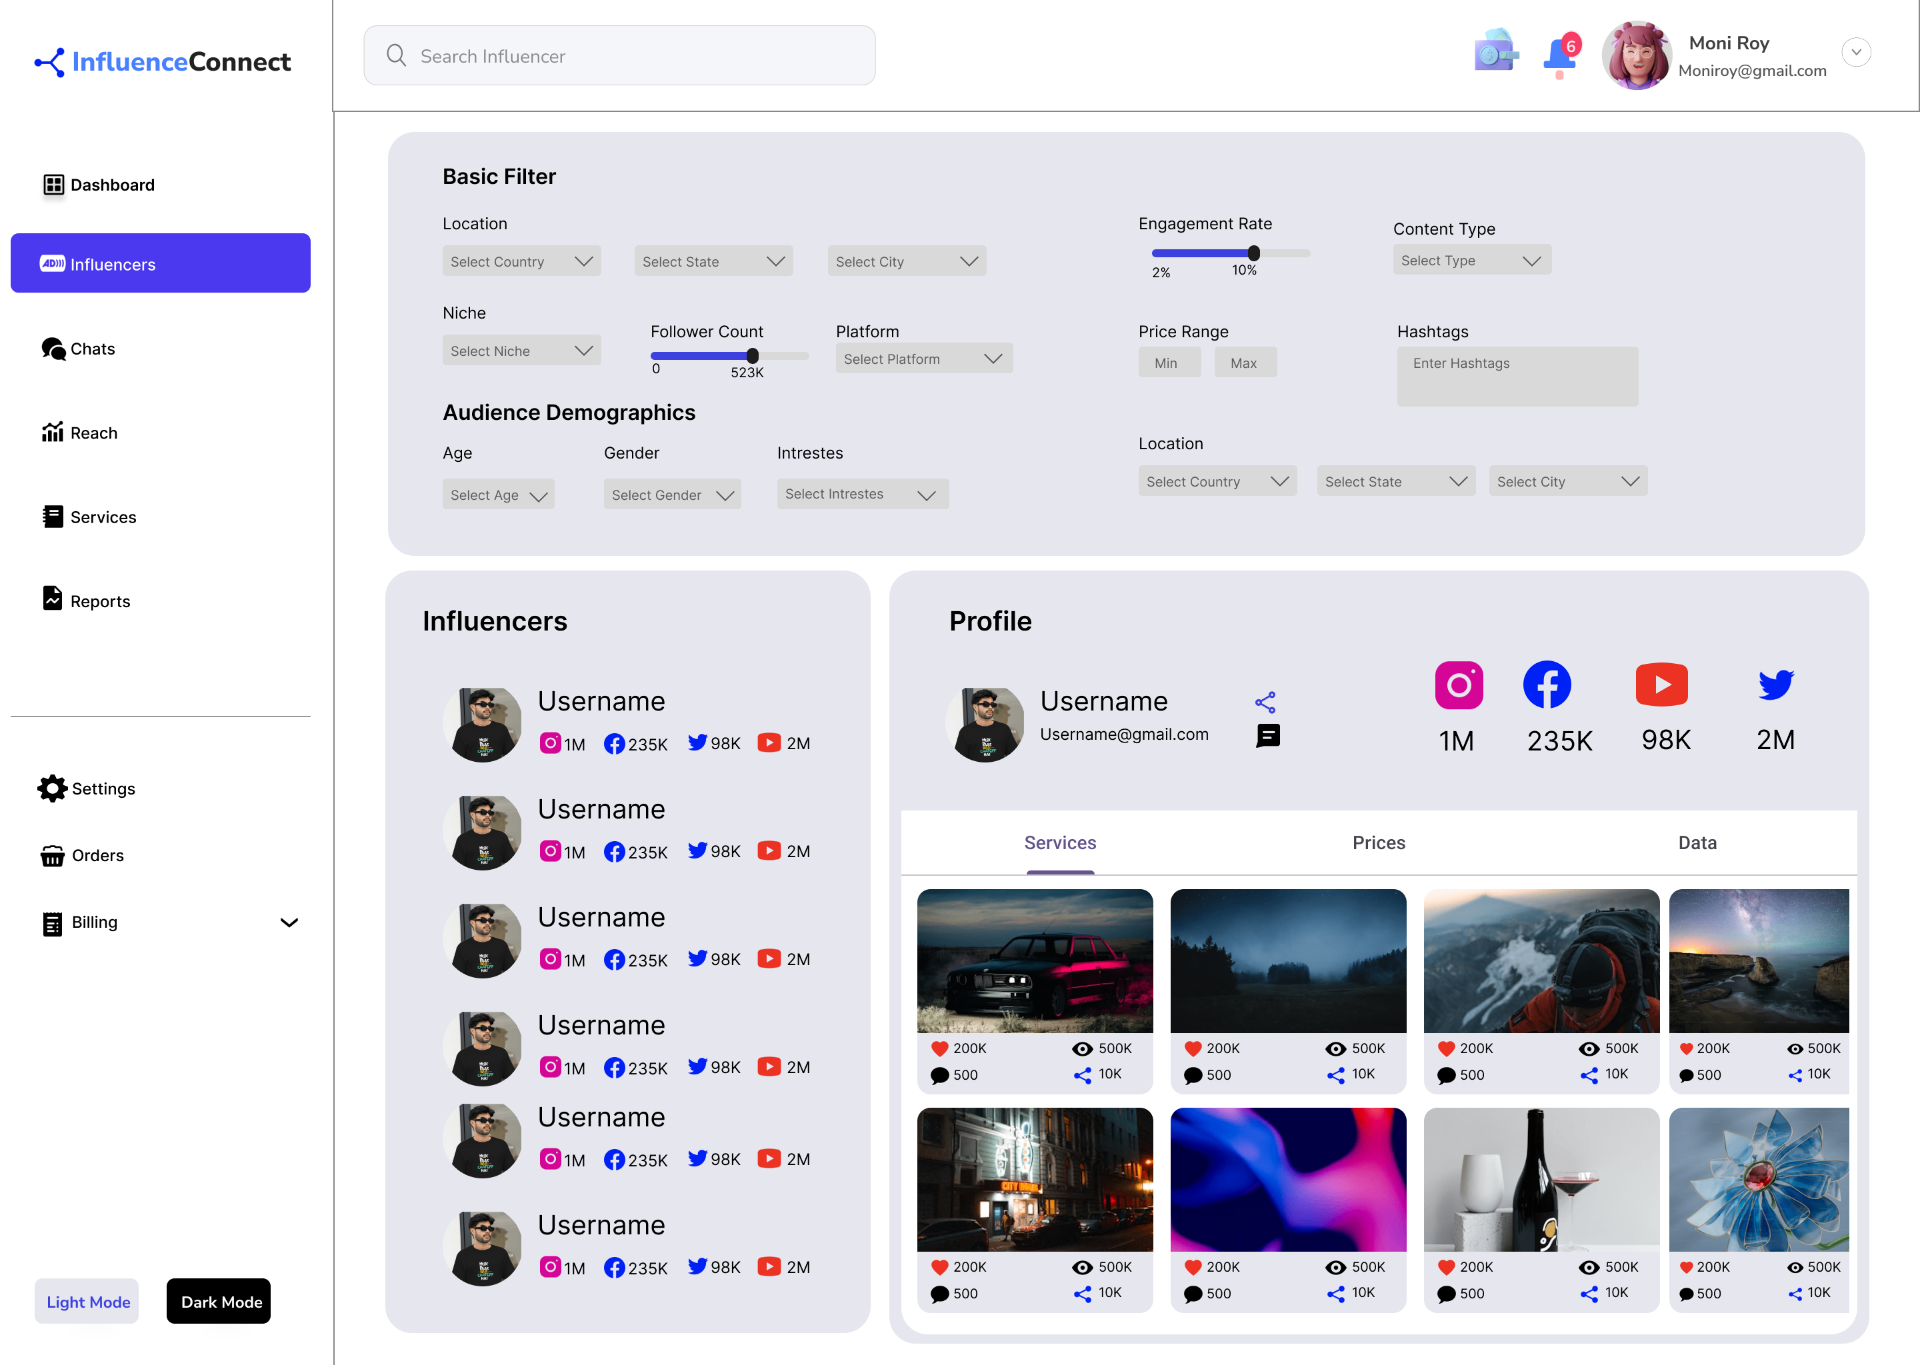 InfluenceConnect
Search Influencer
6
Moni Roy
Moniroy@gmail.com
Dashboard
AD Influencers
Chats
Reach
Services
Reports
Settings
Orders
Billing
Light Mode
Dark Mode
Basic Filter
Location
Select Country
Select State
Select City
Engagement Rate
2%
10%
Content Type
Select Type
Niche
Select Niche
Follower Count
0
523K
Platform
Select Platform
Price Range
Min
Max
Hashtags
Enter Hashtags
Audience Demographics
Age
Select Age
Gender
Select Gender
Intrestes
Select Intrestes
Location
Select Country
Select State
Select City
Influencers
Username
1M 235K 98K 2M
Username
1M 235K 98K 2M
Username
1M 235K 98K 2M
Username
1M 235K 98K 2M
Username
1M 235K 98K 2M
Username
1M 235K 98K 2M
Profile
Username
Username@gmail.com
1M 235K 98K 2M
Services Prices Data
200K 500K 200K 500K 200K 500K 200K 500K
500 10K 500 10K 500 10K 500 10K
CITY
200K 500K 200K 500K 200K 500K 200K 500K
500 10K 500 10K 500 10K 500 10K